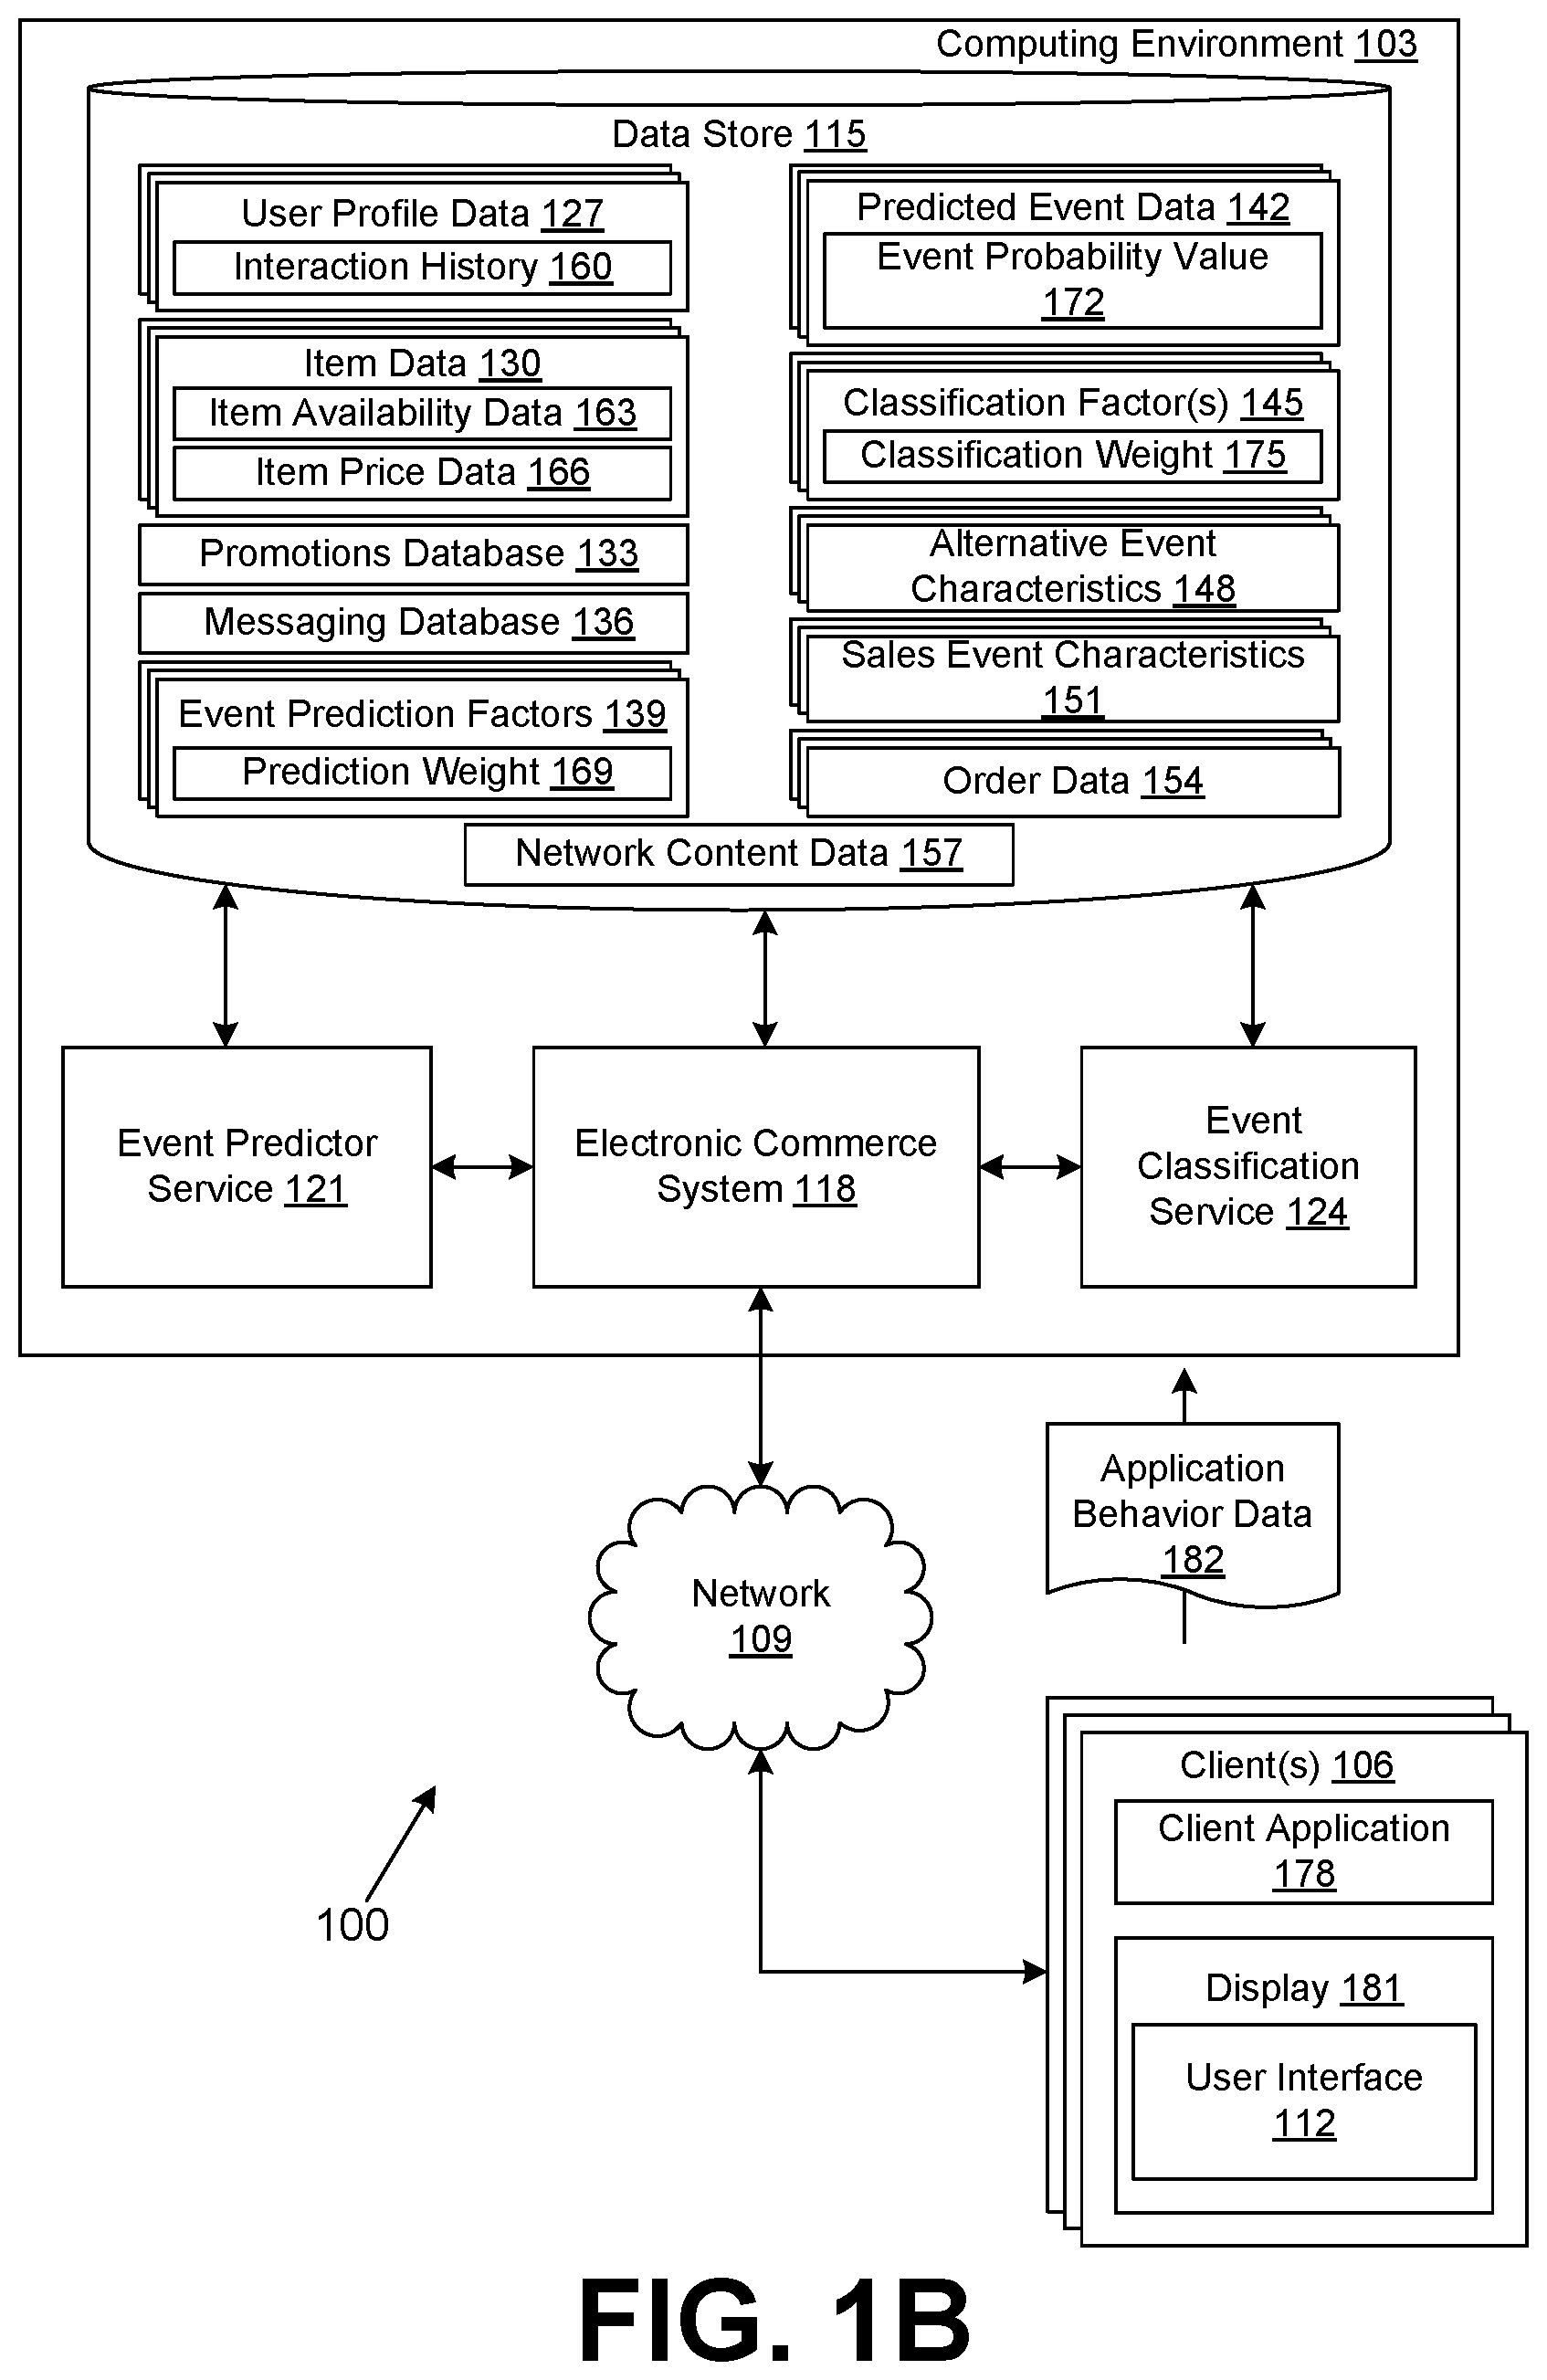 Computing Environment 103
Data Store 115
User Profile Data 127
Interaction History 160
Item Data 130
Item Availability Data 163
Item Price Data 166
Promotions Database 133
Messaging Database 136
Event Prediction Factors 139
Prediction Weight 169
Predicted Event Data 142
Event Probability Value
172
Classification Factor(s) 145
Classification Weight 175
Alternative Event
Characteristics 148
Sales Event Characteristics
151
Order Data 154
Network Content Data 157
Event Predictor
Service 121
Electronic Commerce
System 118
Event
Classification
Service 124
Application
Behavior Data
182
Network
109
Client(s) 106
Client Application
178
Display 181
User Interface
112
100
FIG. 1B